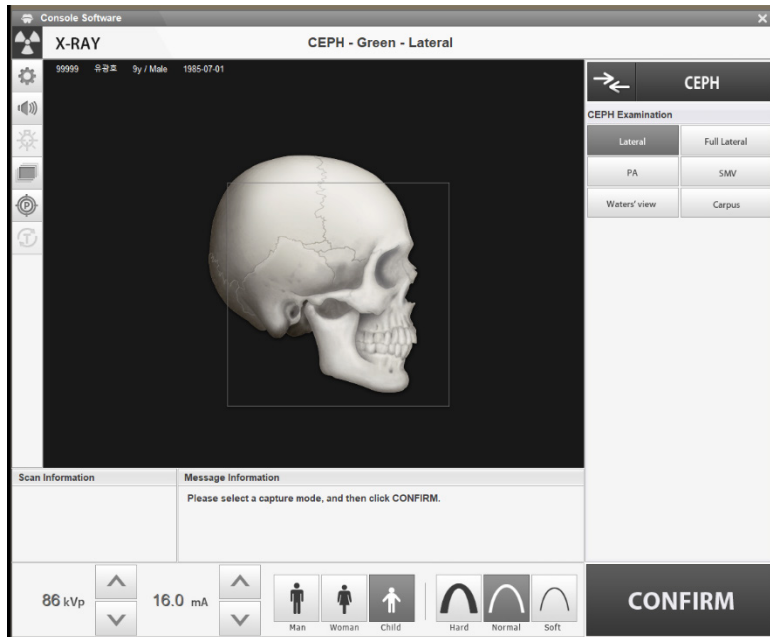 Console Software
X-RAY
CEPH - Green - Lateral
99999 유광호 9y / Male 1985-07-01
CEPH
CEPH Examination
Lateral Full Lateral
PA SMV
Waters' view Carpus
Scan Information
Message Information
Please select a capture mode, and then click CONFIRM.
86 kVp
16.0 mA
Man Woman Child
Hard Normal Soft
CONFIRM